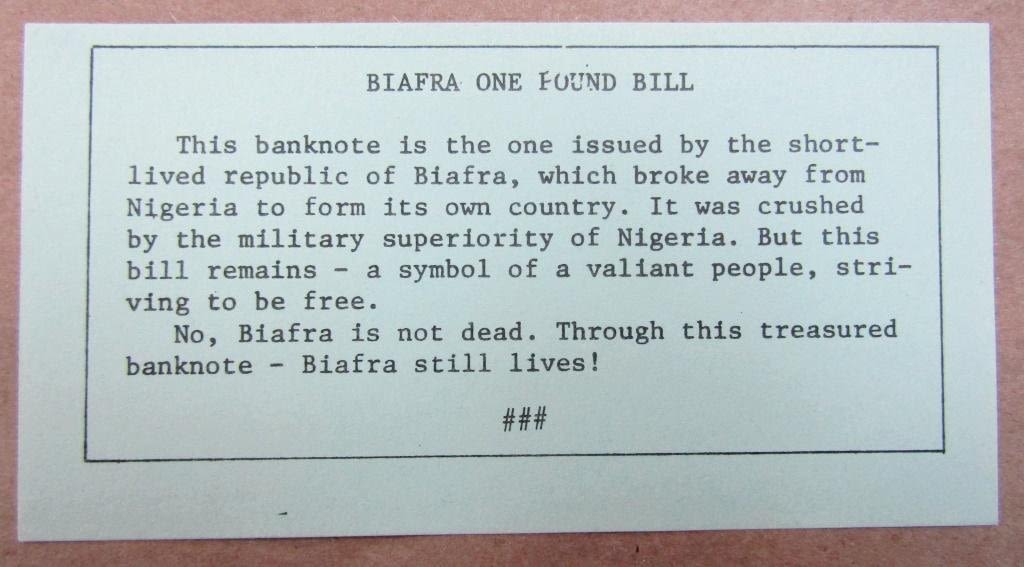 BIAFRA ONE POUND BILL
This banknote is the one issued by the short-
lived republic of Biafra, which broke away from
Nigeria to form its own country. It was crushed
by the military superiority of Nigeria. But this
bill remains - a symbol of a valiant people, stri-
ving to be free.
No, Biafra is not dead. Through this treasured
banknote - Biafra still lives!
###